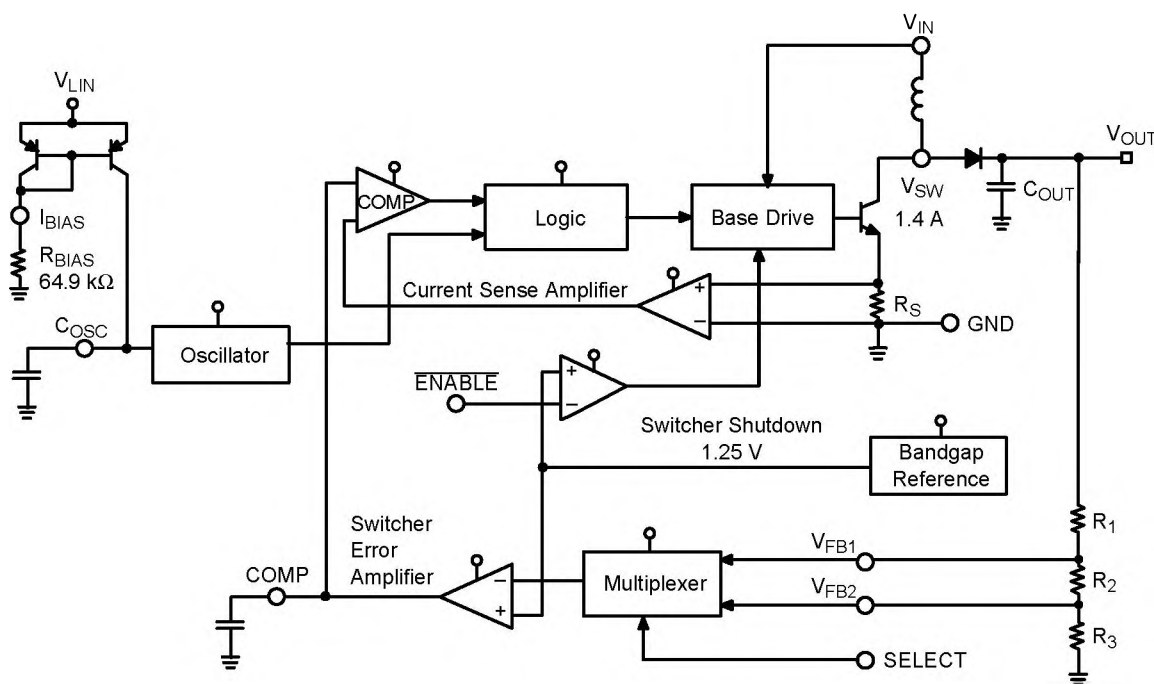 V_IN
V_LIN
V_OUT
COMP
Logic
Base Drive
V_SW
1.4 A
C_OUT
I_BIAS
R_BIAS
64.9 kΩ
Current Sense Amplifier
+
−
R_S
GND
C_OSC
Oscillator
ENABLE
+
−
Switcher Shutdown
1.25 V
Bandgap
Reference
R_1
Switcher
Error
Amplifier
COMP
−
+
Multiplexer
V_FB1
V_FB2
R_2
R_3
SELECT